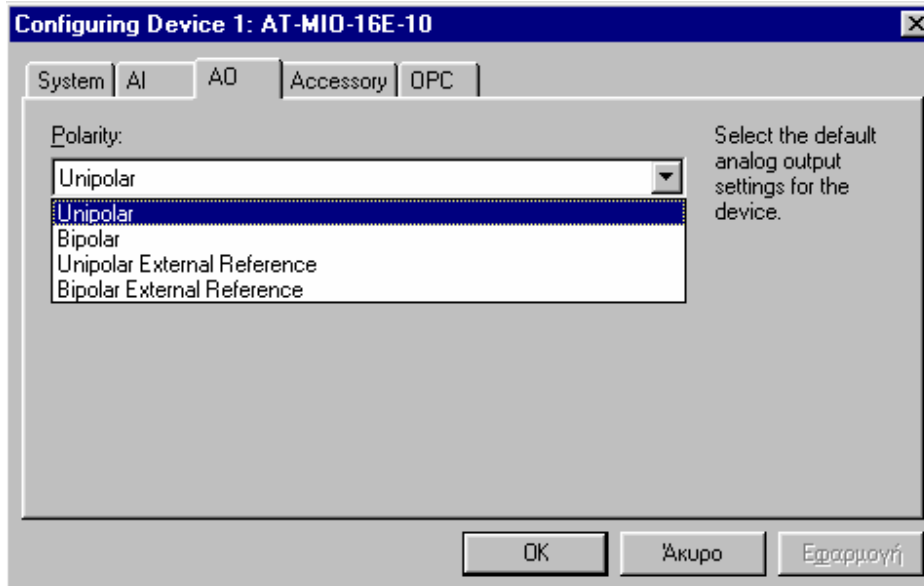 Configuring Device 1: AT-MIO-16E-10
System AI AO Accessory OPC
Polarity:
Unipolar
Unipolar
Bipolar
Unipolar External Reference
Bipolar External Reference
Select the default
analog output
settings for the
device.
OK Άκυρο Εφαρμογή